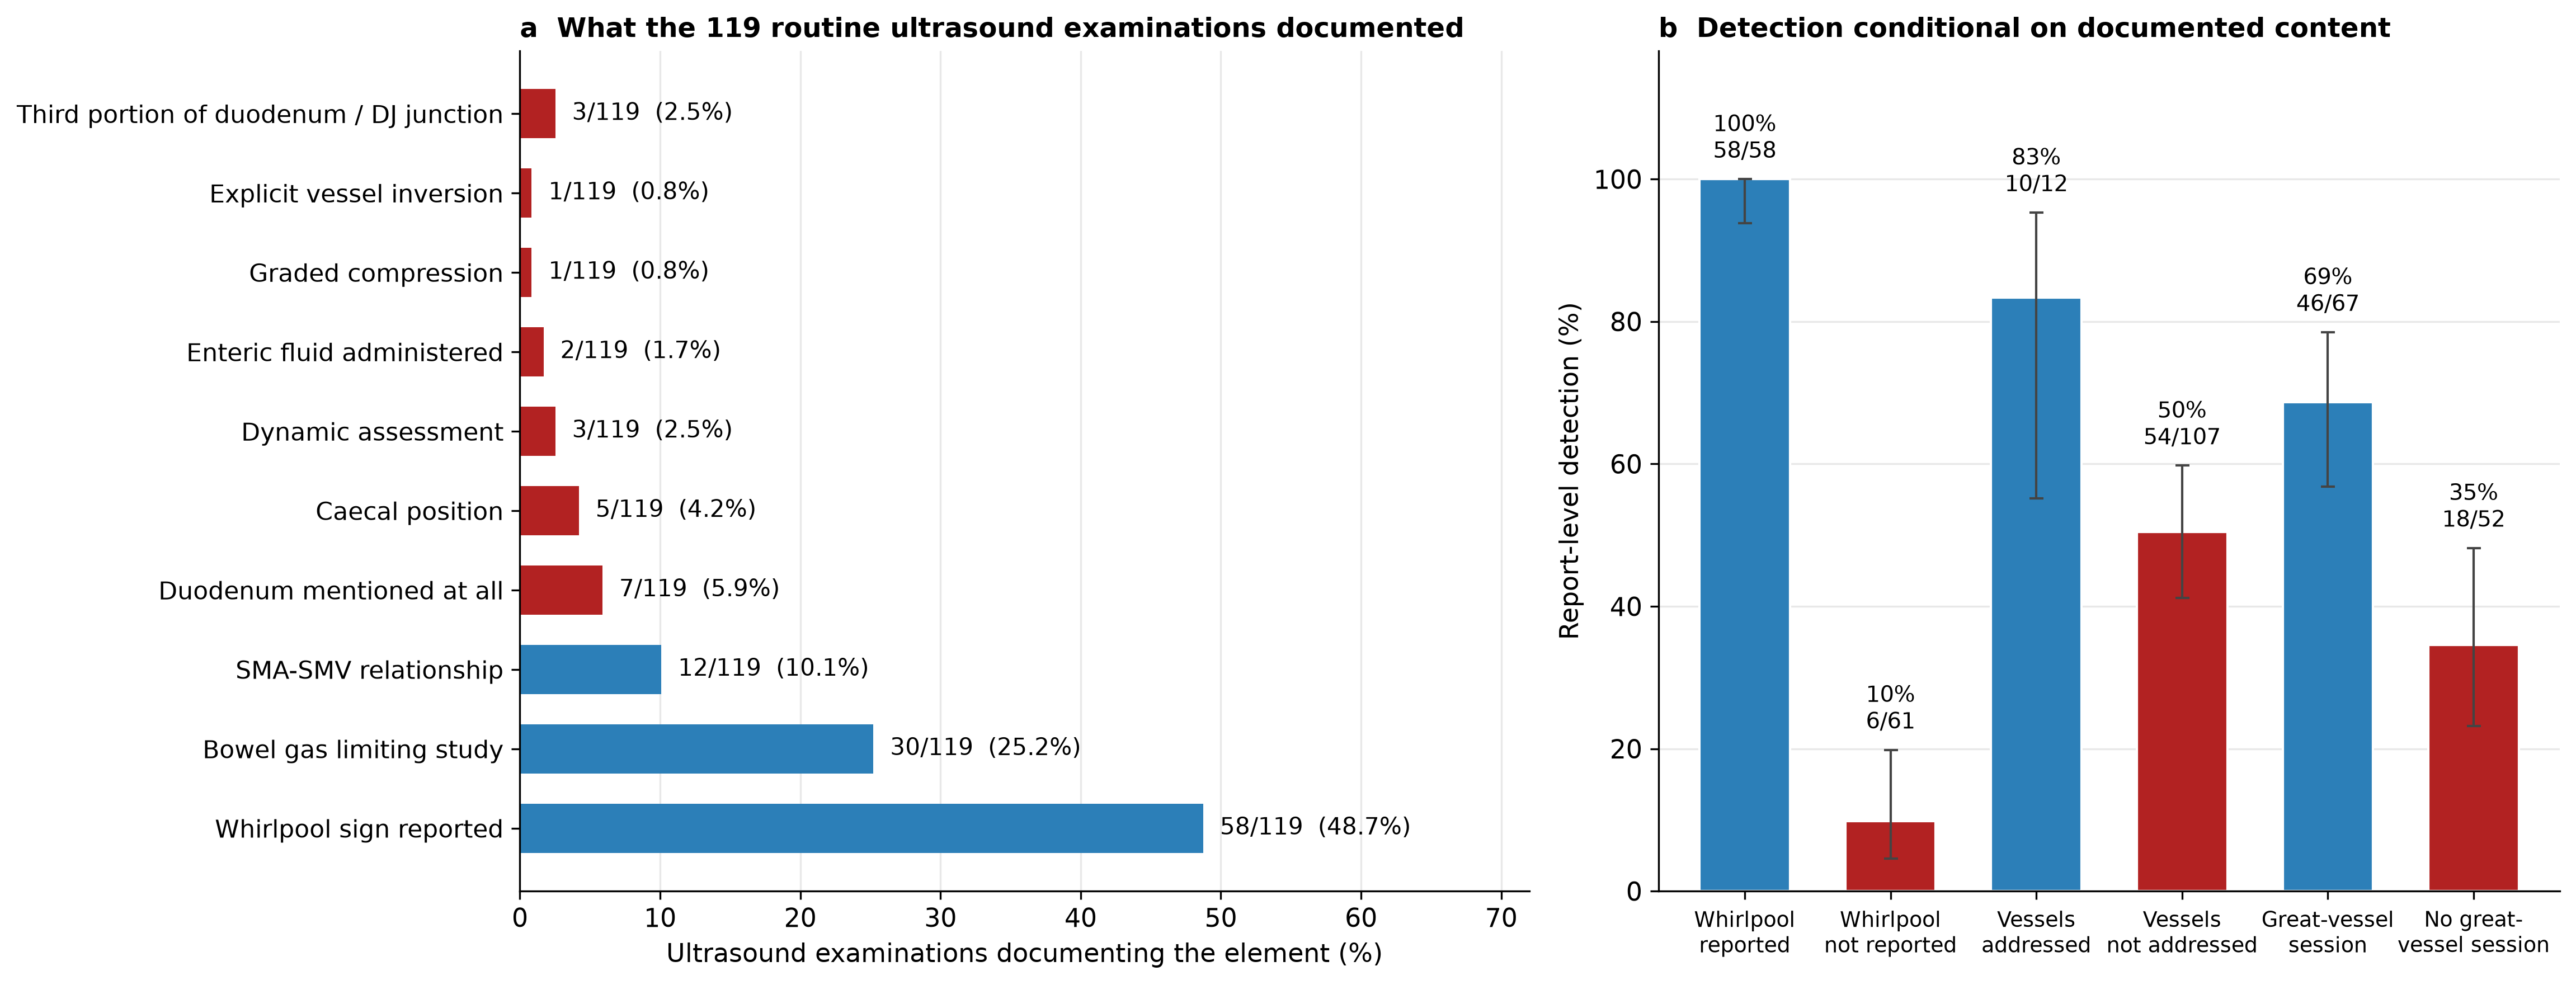 a  What the 119 routine ultrasound examinations documented
Third portion of duodenum / DJ junction
3/119  (2.5%)
Explicit vessel inversion
1/119  (0.8%)
Graded compression
1/119  (0.8%)
Enteric fluid administered
2/119  (1.7%)
Dynamic assessment
3/119  (2.5%)
Caecal position
5/119  (4.2%)
Duodenum mentioned at all
7/119  (5.9%)
SMA-SMV relationship
12/119  (10.1%)
Bowel gas limiting study
30/119  (25.2%)
Whirlpool sign reported
58/119  (48.7%)
0 10 20 30 40 50 60 70
Ultrasound examinations documenting the element (%)
b  Detection conditional on documented content
Report-level detection (%)
100
80
60
40
20
0
100%
58/58
10%
6/61
83%
10/12
50%
54/107
69%
46/67
35%
18/52
Whirlpool
reported
Whirlpool
not reported
Vessels
addressed
Vessels
not addressed
Great-vessel
session
No great-
vessel session